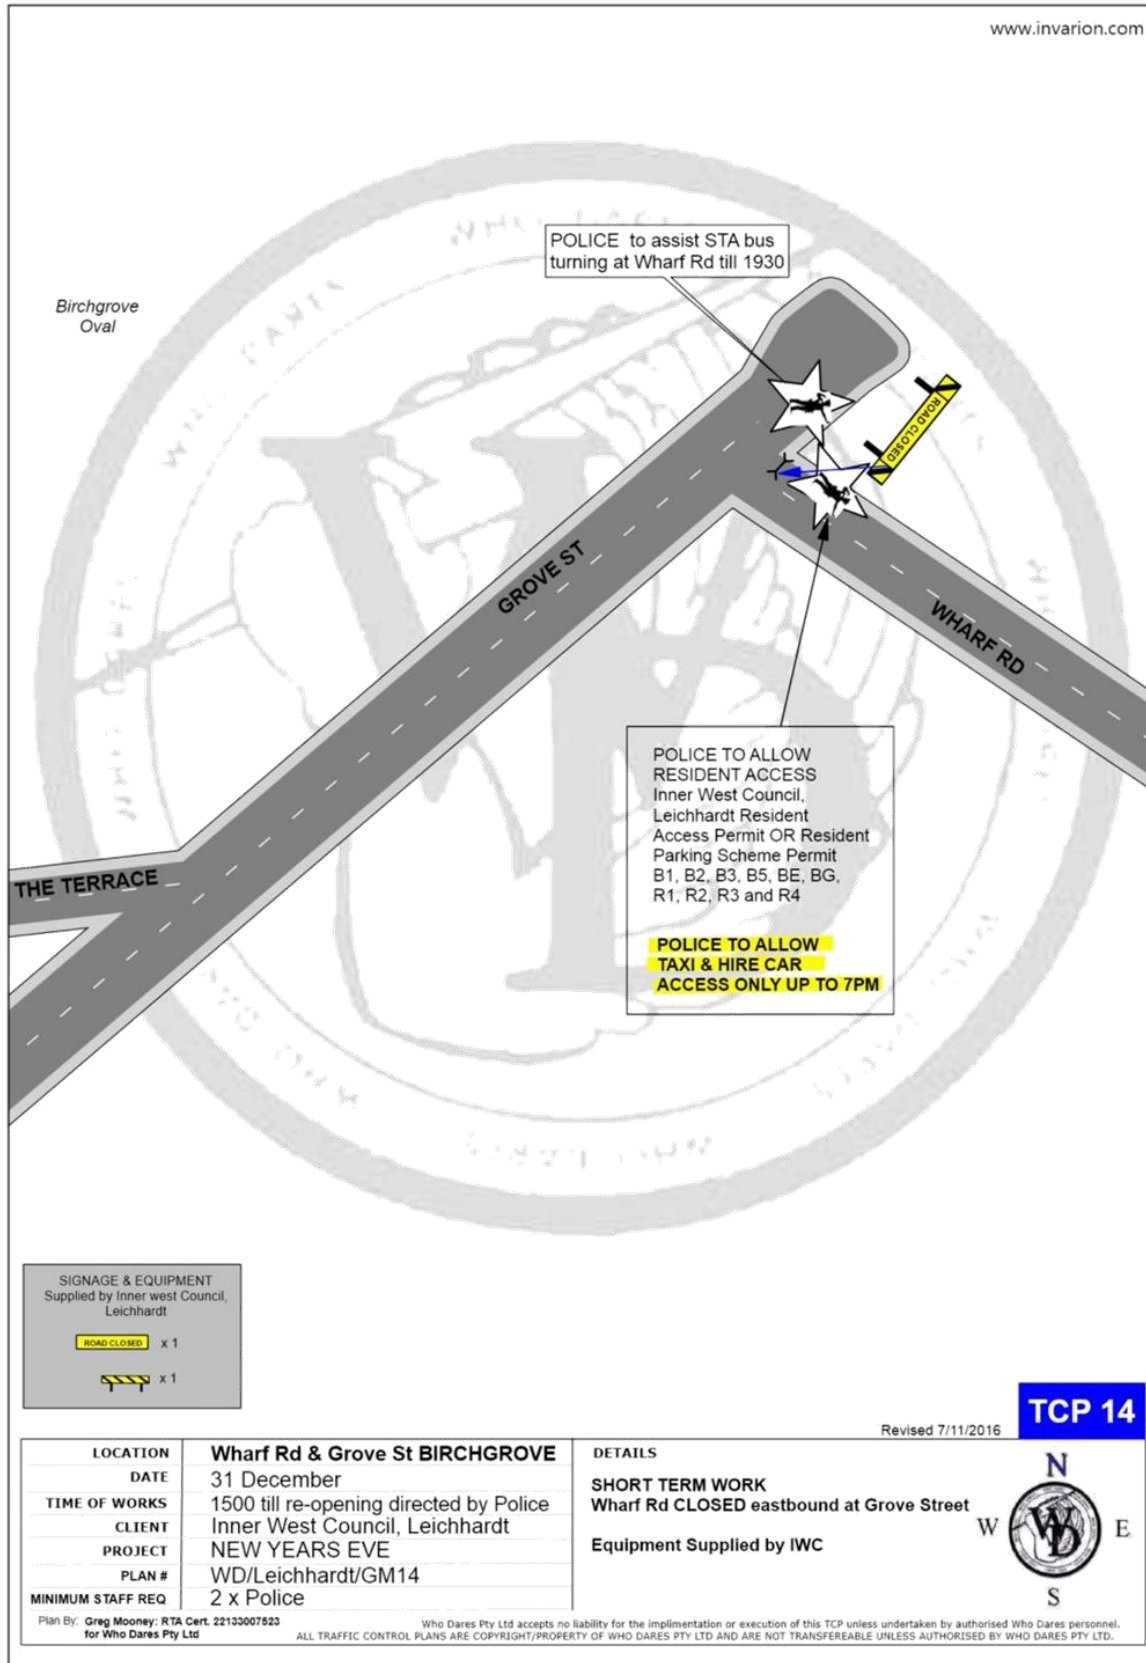 www.invarion.com
POLICE to assist STA bus
turning at Wharf Rd till 1930
Birchgrove
Oval
ROAD CLOSED
GROVE ST
WHARF RD
POLICE TO ALLOW
RESIDENT ACCESS
Inner West Council,
Leichhardt Resident
Access Permit OR Resident
Parking Scheme Permit
B1, B2, B3, B5, BE, BG,
R1, R2, R3 and R4
POLICE TO ALLOW
TAXI & HIRE CAR
ACCESS ONLY UP TO 7PM
THE TERRACE
SIGNAGE & EQUIPMENT
Supplied by Inner west Council,
Leichhardt
ROAD CLOSED x 1
x 1
TCP 14
Revised 7/11/2016
LOCATION Wharf Rd & Grove St BIRCHGROVE
DATE 31 December
TIME OF WORKS 1500 till re-opening directed by Police
CLIENT Inner West Council, Leichhardt
PROJECT NEW YEARS EVE
PLAN # WD/Leichhardt/GM14
MINIMUM STAFF REQ 2 x Police
DETAILS
SHORT TERM WORK
Wharf Rd CLOSED eastbound at Grove Street
Equipment Supplied by IWC
N
W E
S
Plan By: Greg Mooney: RTA Cert. 22133007523
for Who Dares Pty Ltd
Who Dares Pty Ltd accepts no liability for the implimentation or execution of this TCP unless undertaken by authorised Who Dares personnel.
ALL TRAFFIC CONTROL PLANS ARE COPYRIGHT/PROPERTY OF WHO DARES PTY LTD AND ARE NOT TRANSFEREABLE UNLESS AUTHORISED BY WHO DARES PTY LTD.